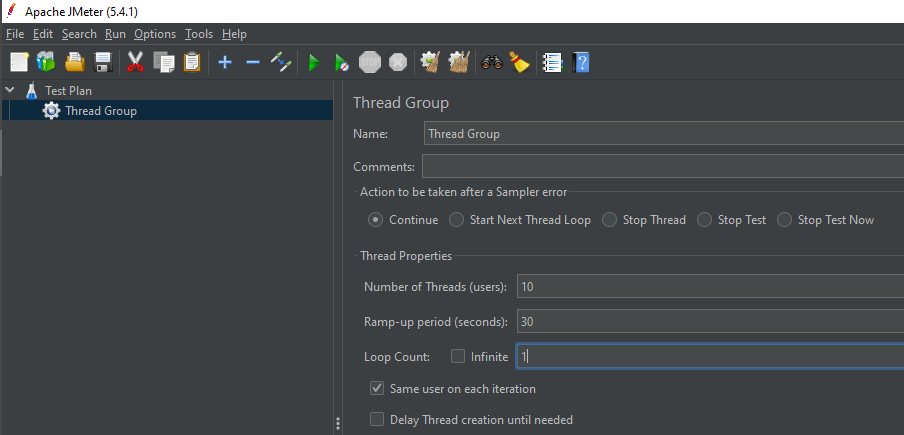 Apache JMeter (5.4.1)
File Edit Search Run Options Tools Help
STOP
Test Plan
Thread Group
Thread Group
Name: Thread Group
Comments:
Action to be taken after a Sampler error
Continue Start Next Thread Loop Stop Thread Stop Test Stop Test Now
Thread Properties
Number of Threads (users): 10
Ramp-up period (seconds): 30
Loop Count: Infinite 1
Same user on each iteration
Delay Thread creation until needed